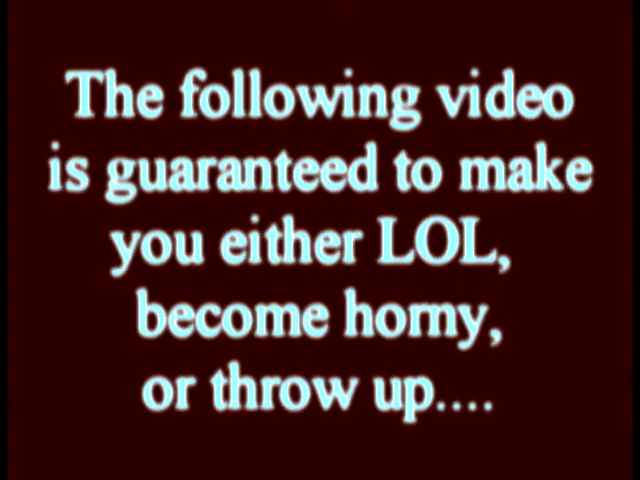 The following video
is guaranteed to make
you either LOL,
become horny,
or throw up....